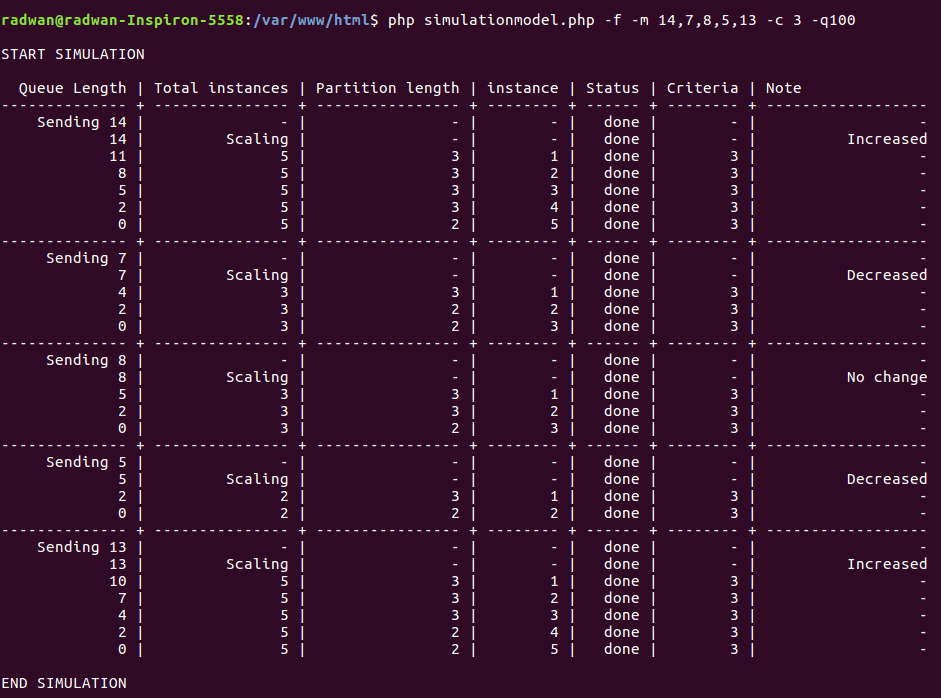 radwan@radwan-Inspiron-5558:/var/www/html$ php simulationmodel.php -f -m 14,7,8,5,13 -c 3 -q100
START SIMULATION
  Queue Length | Total instances | Partition length | instance | Status | Criteria | Note
-------------- + --------------- + ---------------- + -------- + ------ + -------- + ------------------
    Sending 14 |               - |                - |        - |   done |        - |                  -
            14 |         Scaling |                - |        - |   done |        - |          Increased
            11 |               5 |                3 |        1 |   done |        3 |                  -
             8 |               5 |                3 |        2 |   done |        3 |                  -
             5 |               5 |                3 |        3 |   done |        3 |                  -
             2 |               5 |                3 |        4 |   done |        3 |                  -
             0 |               5 |                2 |        5 |   done |        3 |                  -
-------------- + --------------- + ---------------- + -------- + ------ + -------- + ------------------
     Sending 7 |               - |                - |        - |   done |        - |                  -
             7 |         Scaling |                - |        - |   done |        - |          Decreased
             4 |               3 |                3 |        1 |   done |        3 |                  -
             2 |               3 |                2 |        2 |   done |        3 |                  -
             0 |               3 |                2 |        3 |   done |        3 |                  -
-------------- + --------------- + ---------------- + -------- + ------ + -------- + ------------------
     Sending 8 |               - |                - |        - |   done |        - |                  -
             8 |         Scaling |                - |        - |   done |        - |          No change
             5 |               3 |                3 |        1 |   done |        3 |                  -
             2 |               3 |                3 |        2 |   done |        3 |                  -
             0 |               3 |                2 |        3 |   done |        3 |                  -
-------------- + --------------- + ---------------- + -------- + ------ + -------- + ------------------
     Sending 5 |               - |                - |        - |   done |        - |                  -
             5 |         Scaling |                - |        - |   done |        - |          Decreased
             2 |               2 |                3 |        1 |   done |        3 |                  -
             0 |               2 |                2 |        2 |   done |        3 |                  -
-------------- + --------------- + ---------------- + -------- + ------ + -------- + ------------------
    Sending 13 |               - |                - |        - |   done |        - |                  -
            13 |         Scaling |                - |        - |   done |        - |          Increased
            10 |               5 |                3 |        1 |   done |        3 |                  -
             7 |               5 |                3 |        2 |   done |        3 |                  -
             4 |               5 |                3 |        3 |   done |        3 |                  -
             2 |               5 |                2 |        4 |   done |        3 |                  -
             0 |               5 |                2 |        5 |   done |        3 |                  -
END SIMULATION